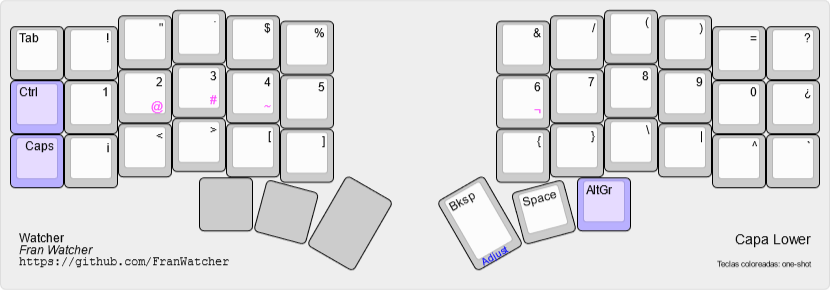 Tab ! " · $ % & / ( ) = ?
Ctrl 1 2 3 4 5 6 7 8 9 0 ¿
@ # ~ ¬
Caps ¡ < > [ ] { } \ | ^ `
Bksp Space AltGr
Adjust
Watcher
Fran Watcher
https://github.com/FranWatcher
Capa Lower
Teclas coloreadas: one-shot